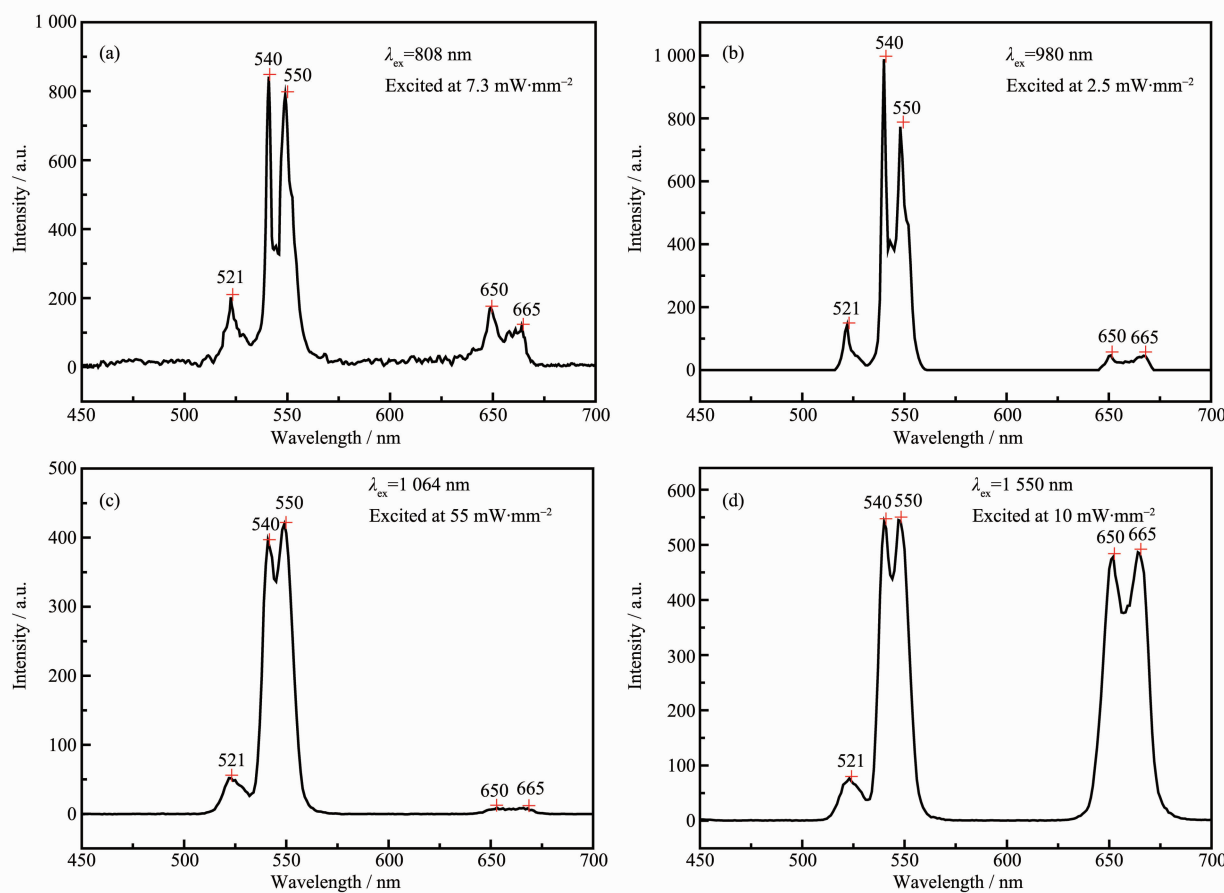 (a)
λex=808 nm
Excited at 7.3 mW·mm⁻²
540
550
521
650
665
1 000
800
600
400
200
0
Intensity / a.u.
450 500 550 600 650 700
Wavelength / nm
(b)
λex=980 nm
Excited at 2.5 mW·mm⁻²
540
550
521
650
665
1 000
800
600
400
200
0
Intensity / a.u.
450 500 550 600 650 700
Wavelength / nm
(c)
λex=1 064 nm
Excited at 55 mW·mm⁻²
550
540
521
650
665
500
400
300
200
100
0
Intensity / a.u.
450 500 550 600 650 700
Wavelength / nm
(d)
λex=1 550 nm
Excited at 10 mW·mm⁻²
540
550
650
665
521
600
500
400
300
200
100
0
Intensity / a.u.
450 500 550 600 650 700
Wavelength / nm